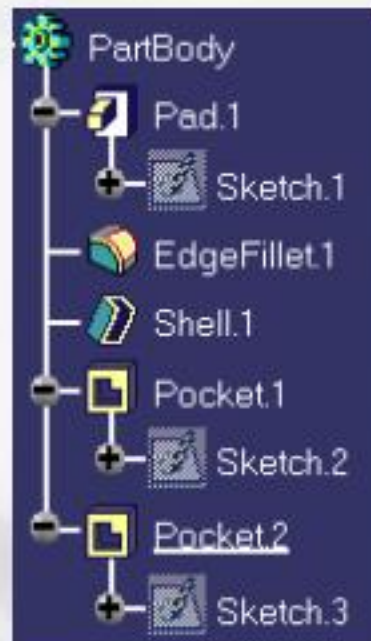 PartBody
Pad.1
Sketch.1
EdgeFillet.1
Shell.1
Pocket.1
Sketch.2
Pocket.2
Sketch.3